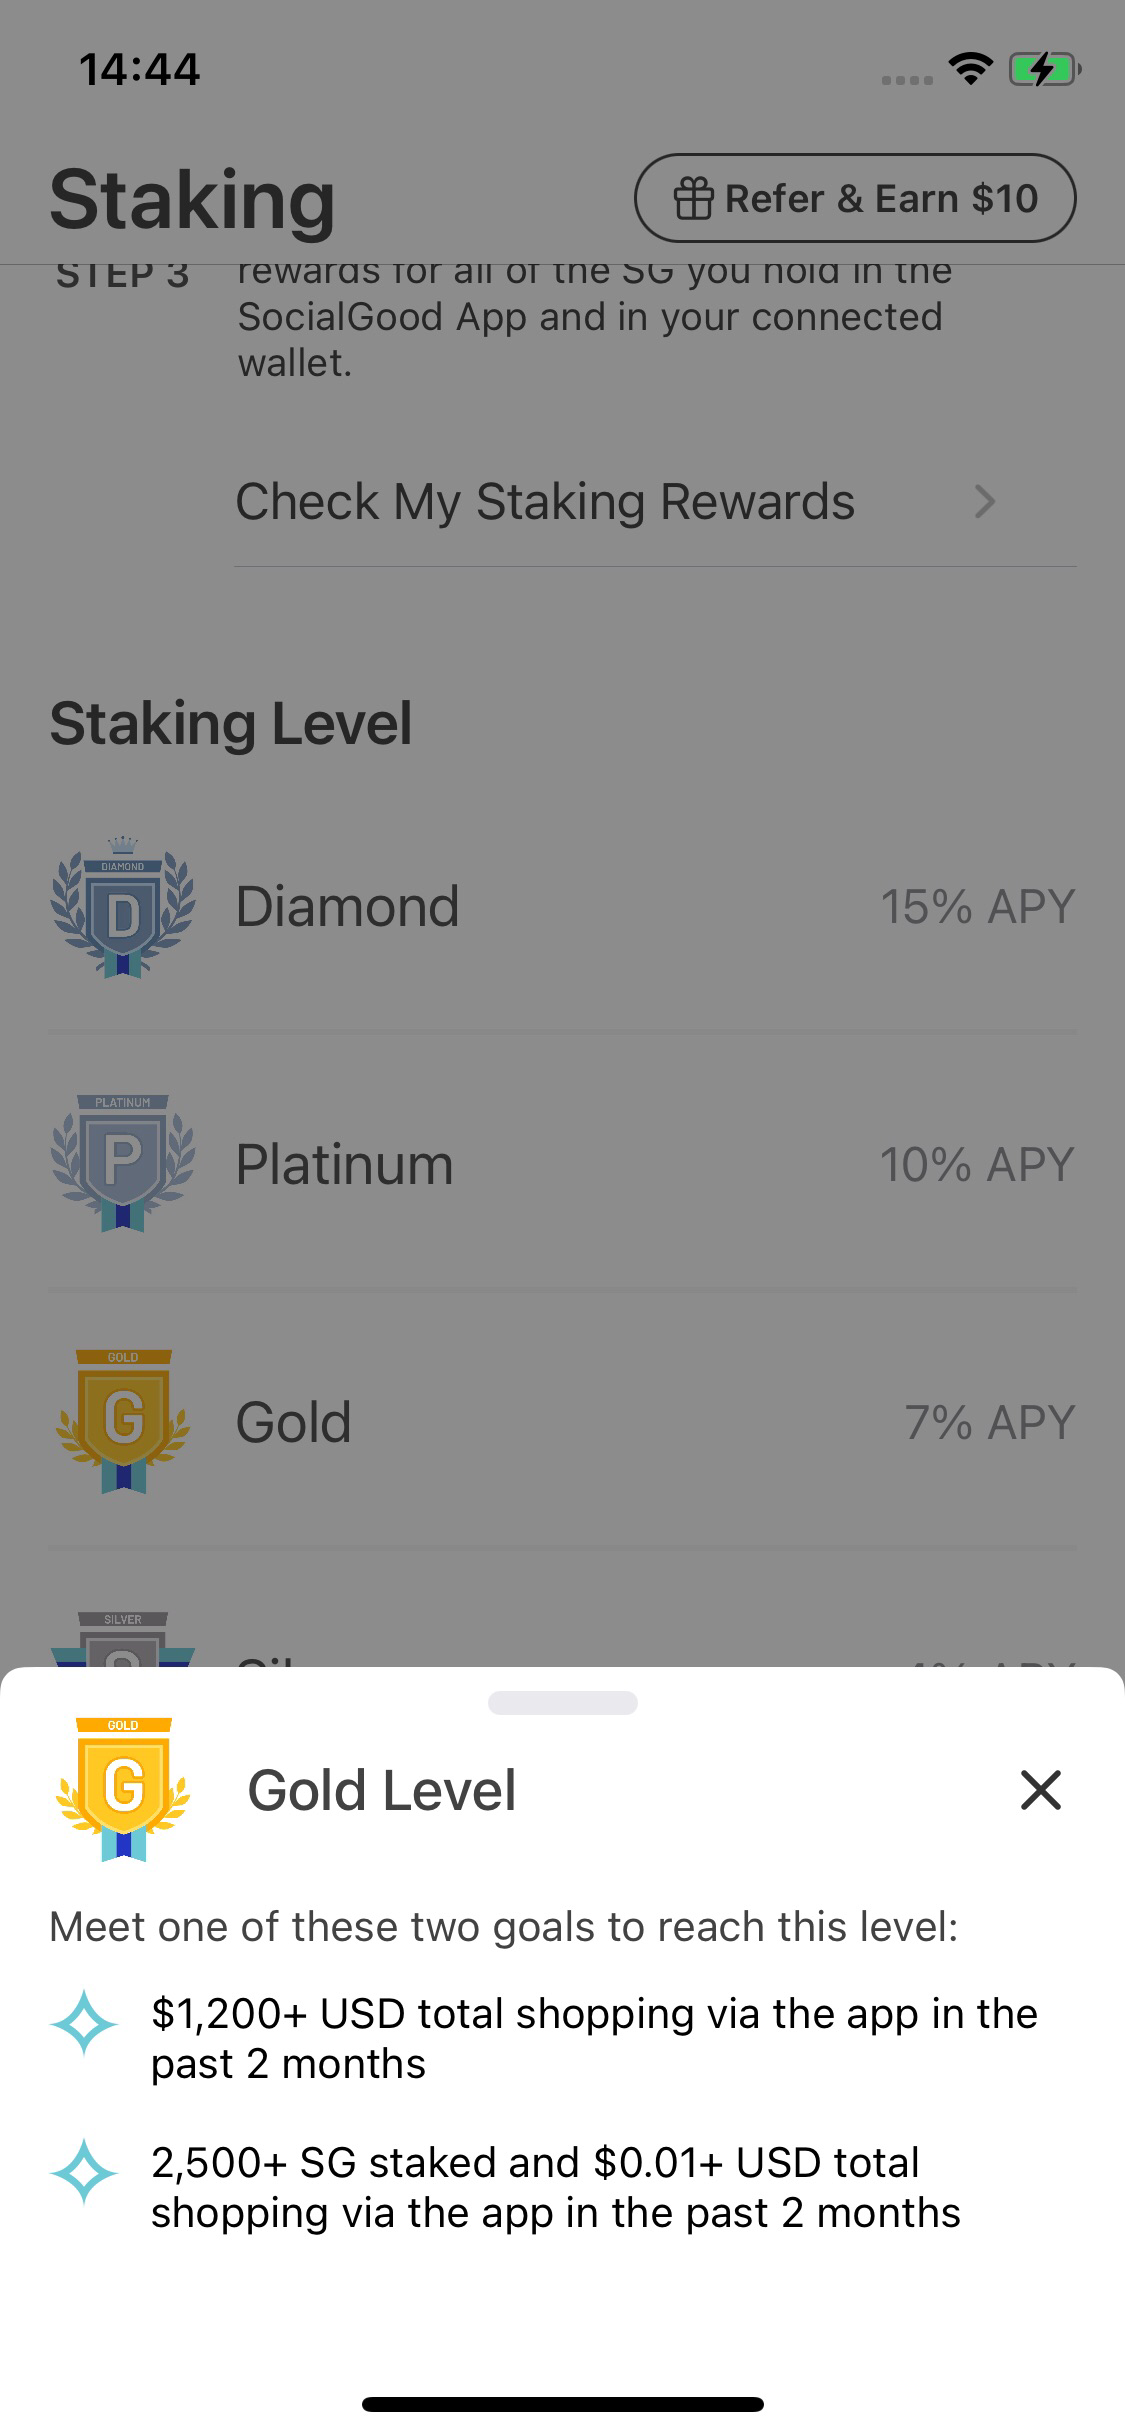 14:44
Staking
Refer & Earn $10
STEP 3
rewards for all of the SG you hold in the
SocialGood App and in your connected
wallet.
Check My Staking Rewards
Staking Level
DIAMOND
D
Diamond
15% APY
PLATINUM
P
Platinum
10% APY
GOLD
G
Gold
7% APY
SILVER
GOLD
G
Gold Level
Meet one of these two goals to reach this level:
$1,200+ USD total shopping via the app in the
past 2 months
2,500+ SG staked and $0.01+ USD total
shopping via the app in the past 2 months